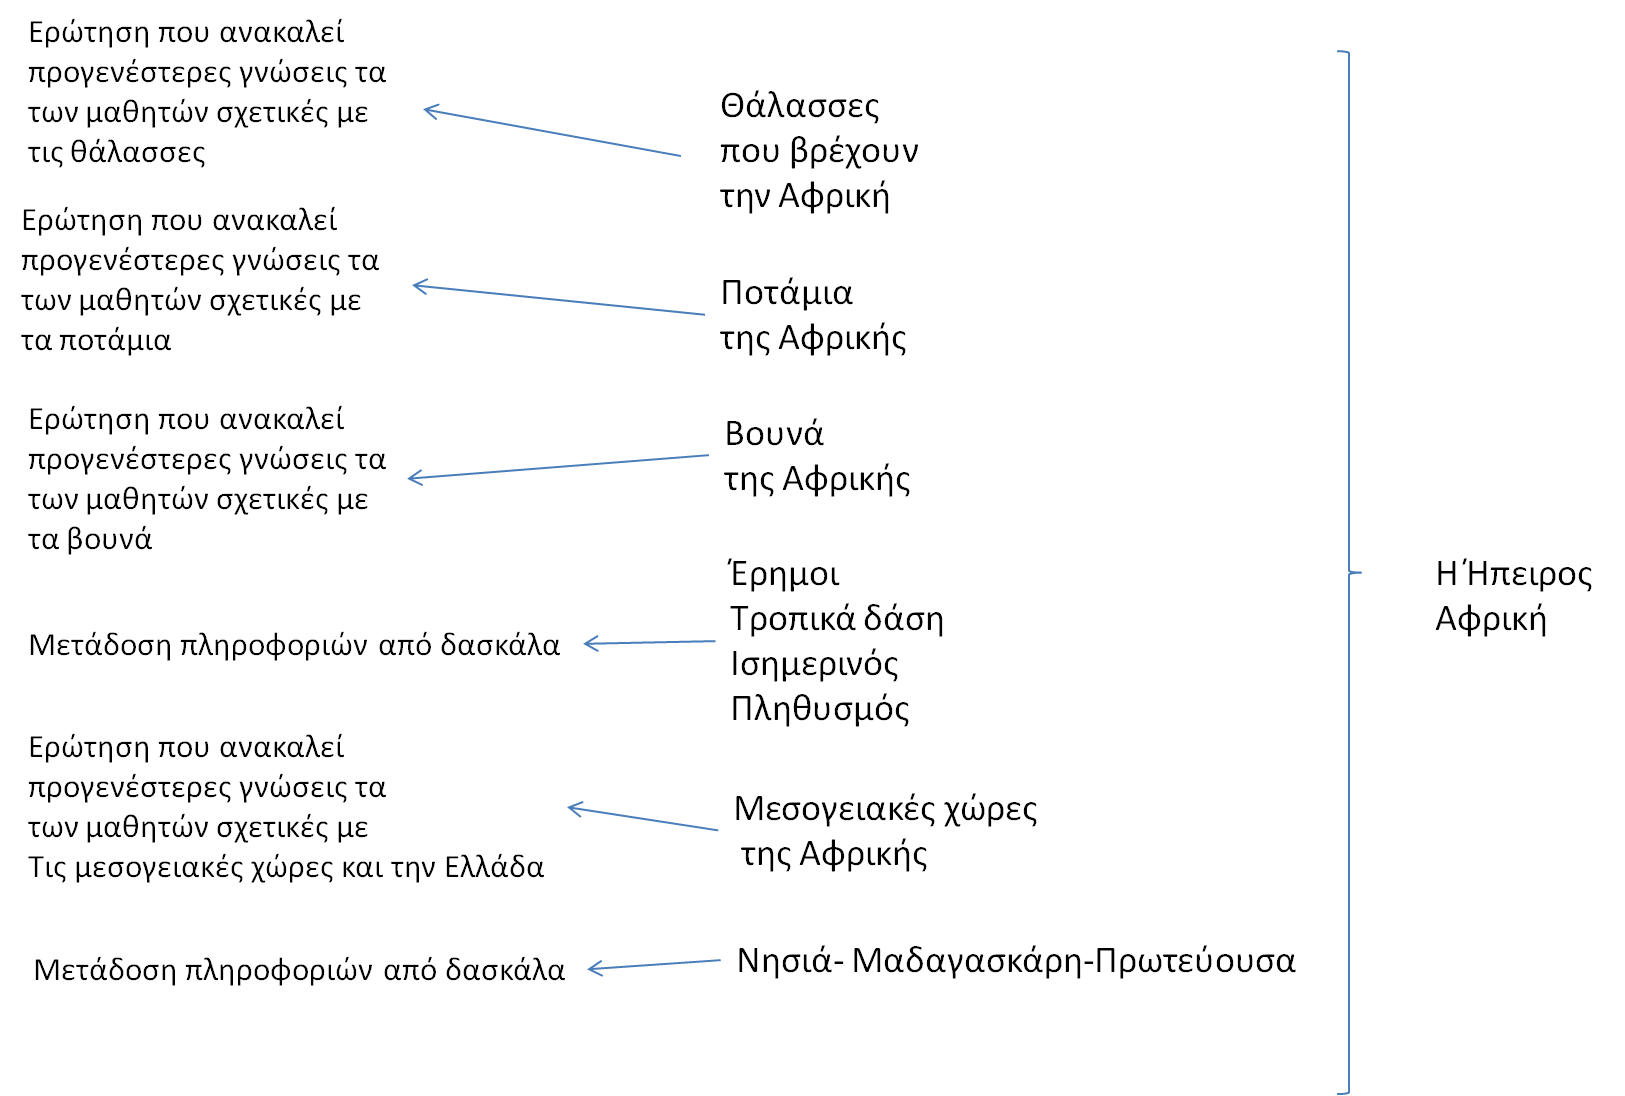 Ερώτηση που ανακαλεί
προγενέστερες γνώσεις τα
των μαθητών σχετικές με
τις θάλασσες
Θάλασσες
που βρέχουν
την Αφρική
Ερώτηση που ανακαλεί
προγενέστερες γνώσεις τα
των μαθητών σχετικές με
τα ποτάμια
Ποτάμια
της Αφρικής
Ερώτηση που ανακαλεί
προγενέστερες γνώσεις τα
των μαθητών σχετικές με
τα βουνά
Βουνά
της Αφρικής
Μετάδοση πληροφοριών από δασκάλα
Έρημοι
Τροπικά δάση
Ισημερινός
Πληθυσμός
Ερώτηση που ανακαλεί
προγενέστερες γνώσεις τα
των μαθητών σχετικές με
Τις μεσογειακές χώρες και την Ελλάδα
Μεσογειακές χώρες
της Αφρικής
Μετάδοση πληροφοριών από δασκάλα
Νησιά- Μαδαγασκάρη-Πρωτεύουσα
Η Ήπειρος
Αφρική